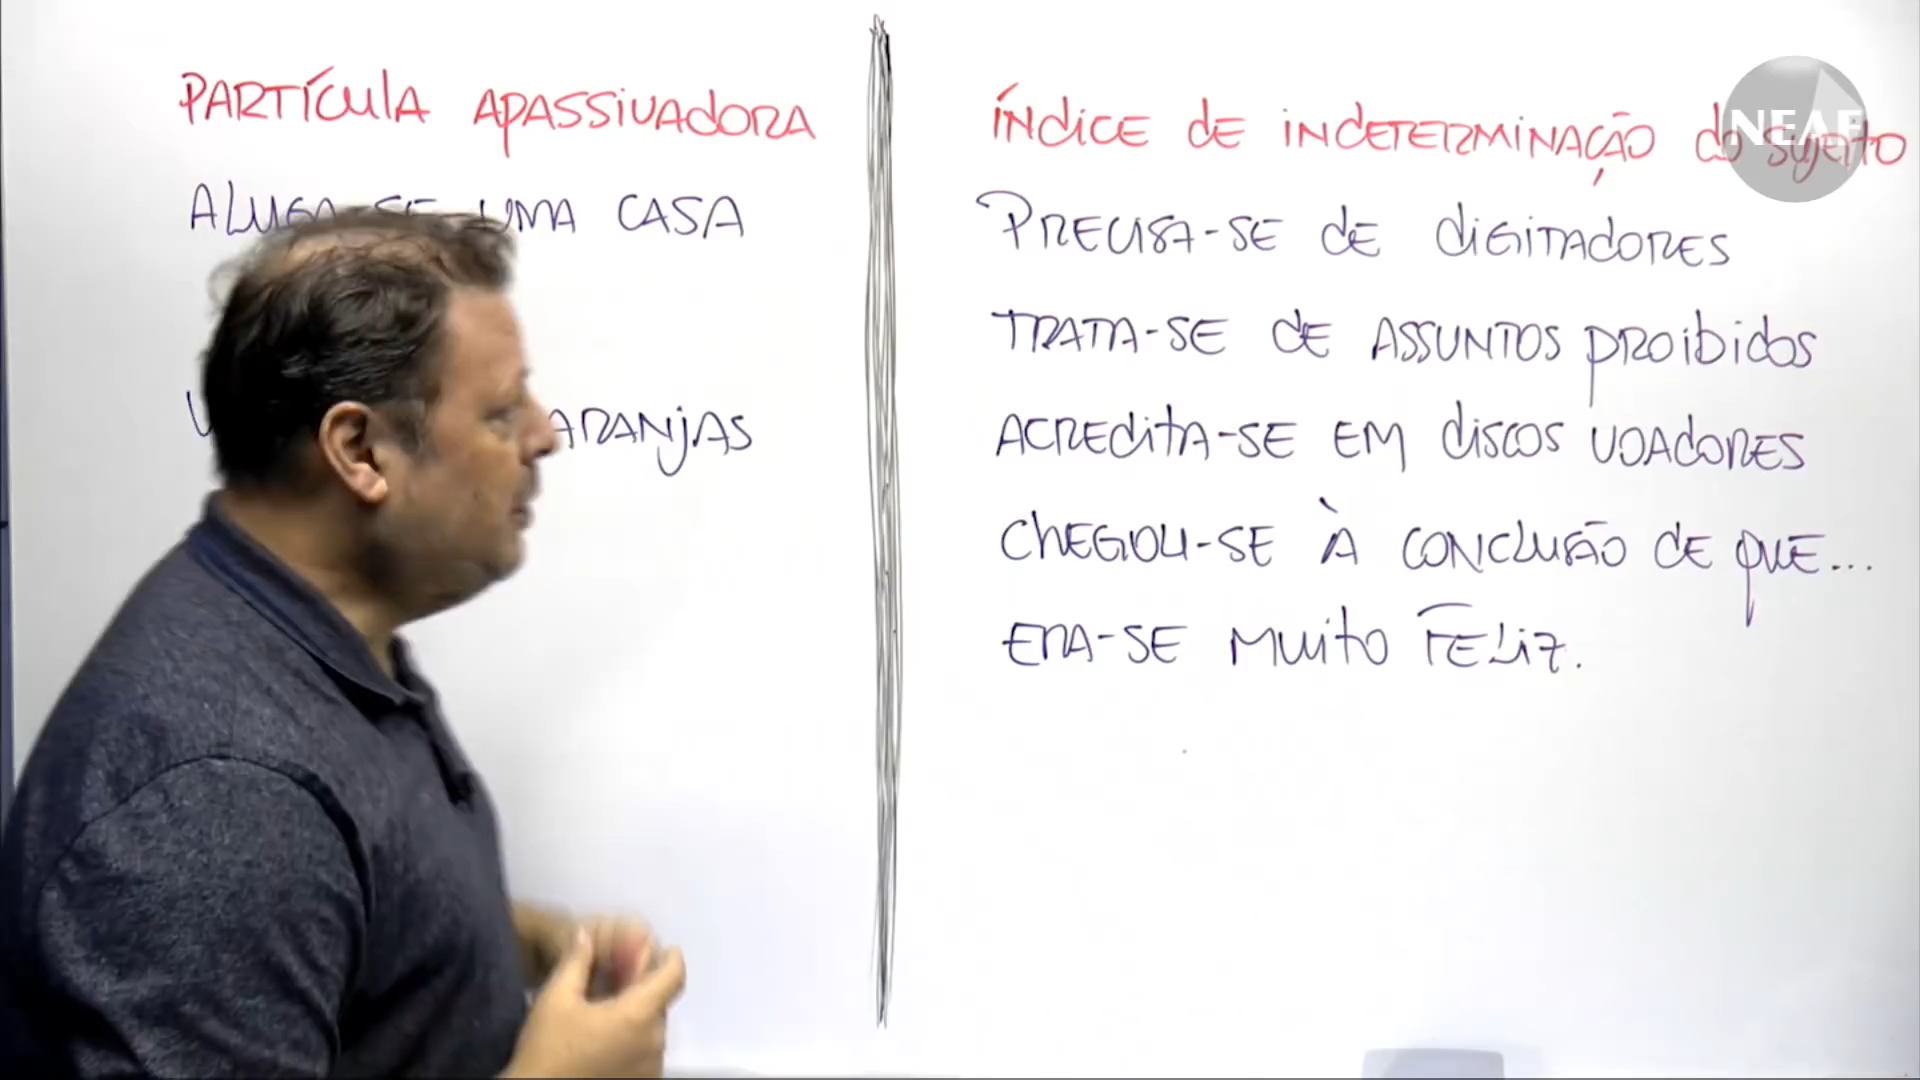 PARTÍCULA APASSIVADORA
ALUGA-SE UMA CASA
ARANJAS
ÍNDICE DE INDETERMINAÇÃO do sujeito
NEAF
PRECISA-SE DE DIGITADORES
TRATA-SE DE ASSUNTOS PROIBIDOS
ACREDITA-SE EM DISCOS VOADORES
CHEGOU-SE À CONCLUSÃO DE QUE...
ERA-SE MUITO FELIZ.